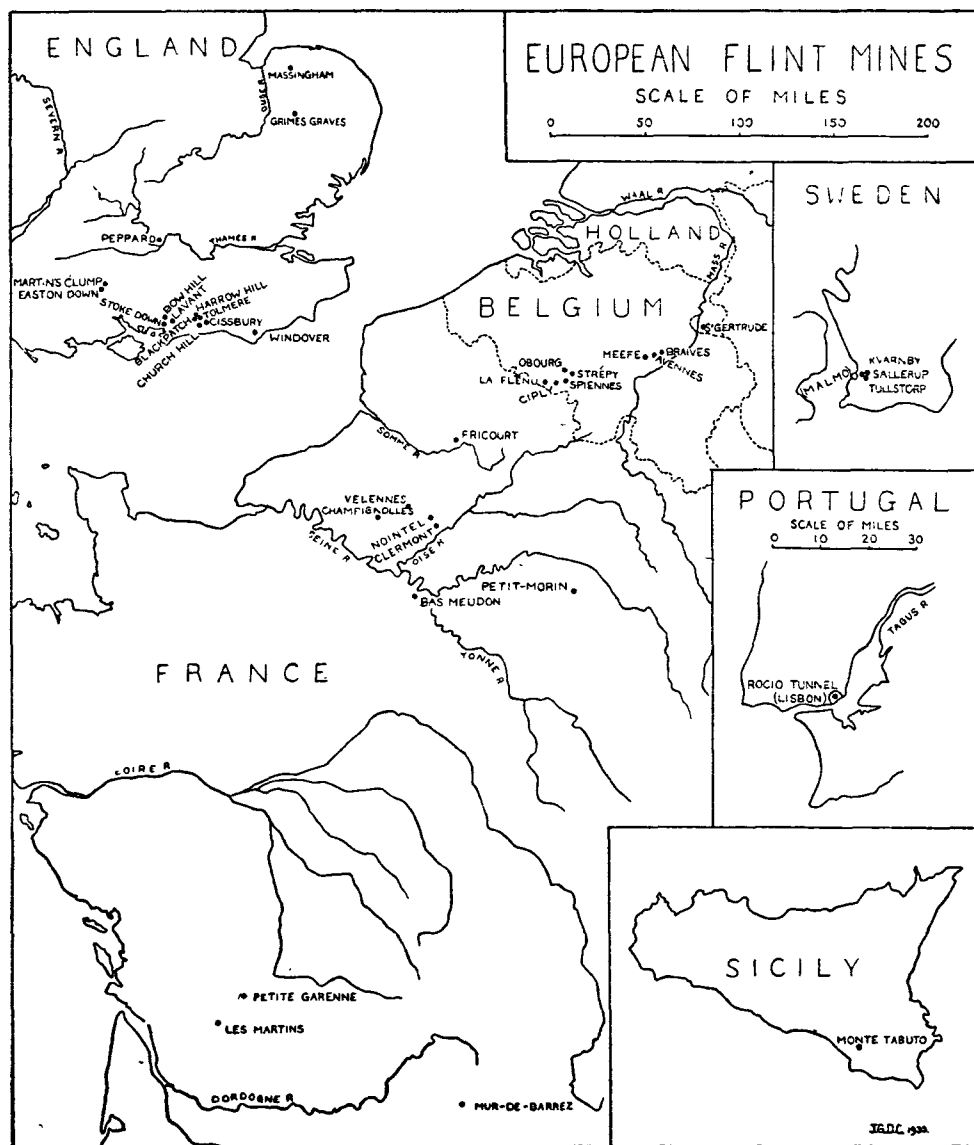 ENGLAND
EUROPEAN FLINT MINES
SCALE OF MILES
0 50 100 150 200
MASSINGHAM
OUSE R
GRIMES GRAVES
SEVERN R
PEPPARD
THAMES R
MARTIN'S CLUMP
EASTON DOWN
STOKE DOWN
BOW HILL
LAVANT
HARROW HILL
TOLMERE
CISSBURY
BLACKPATCH
CHURCH HILL
WINDOVER
WAAL R
HOLLAND
MASS R
BELGIUM
ST GERTRUDE
MEEFE
BRAIVES
AVENNES
OBOURG
STRÉPY
LA FLENU
SPIENNES
CIPLY
SOMME R
FRICOURT
VELENNES
CHAMPIGNOLLES
NOINTEL
CLERMONT
SEINE R
OISE R
PETIT-MORIN
BAS MEUDON
YONNE R
FRANCE
LOIRE R
PETITE GARENNE
LES MARTINS
DORDOGNE R
MUR-DE-BARREZ
SWEDEN
MALMO
KVARNBY
SALLERUP
TULLSTORP
PORTUGAL
SCALE OF MILES
0 10 20 30
TAGUS R
ROCIO TUNNEL
(LISBON)
SICILY
MONTE TABUTO
J.G.D.C. 1932